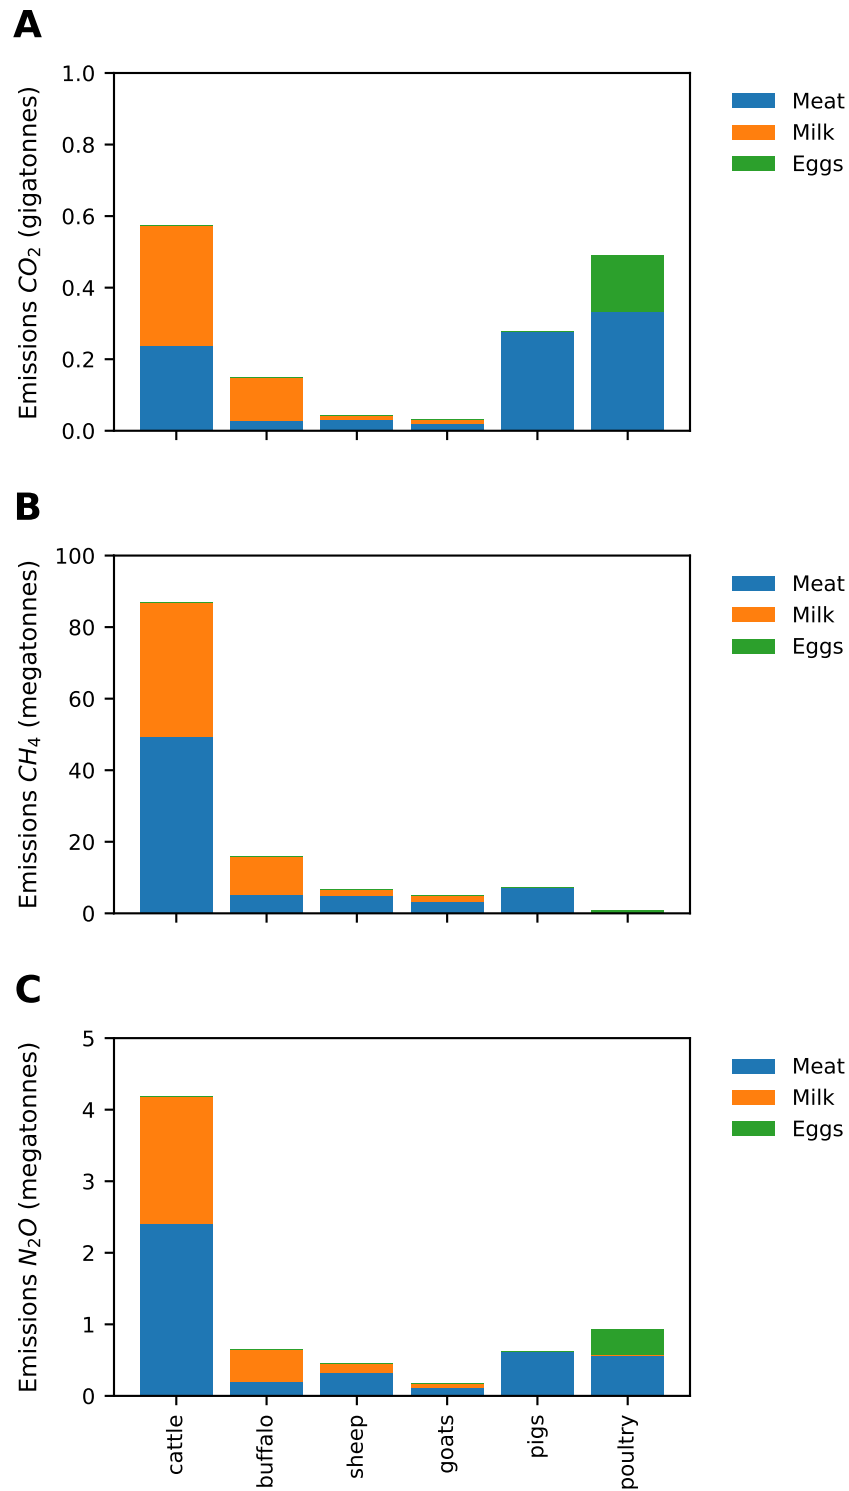 A
1.0
0.8
0.6
0.4
0.2
0.0
Emissions CO₂ (gigatonnes)
Meat
Milk
Eggs
B
100
80
60
40
20
0
Emissions CH₄ (megatonnes)
Meat
Milk
Eggs
C
5
4
3
2
1
0
Emissions N₂O (megatonnes)
Meat
Milk
Eggs
cattle
buffalo
sheep
goats
pigs
poultry